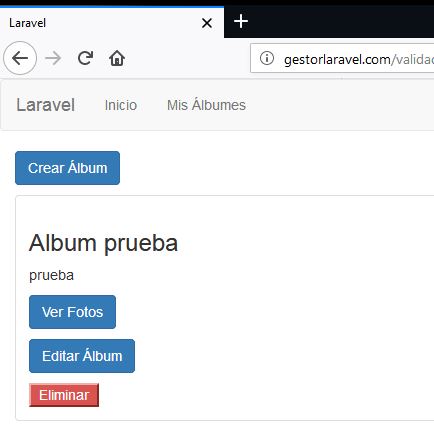 Laravel
gestorlaravel.com/validac
Laravel Inicio Mis Álbumes
Crear Álbum
Album prueba
prueba
Ver Fotos
Editar Álbum
Eliminar